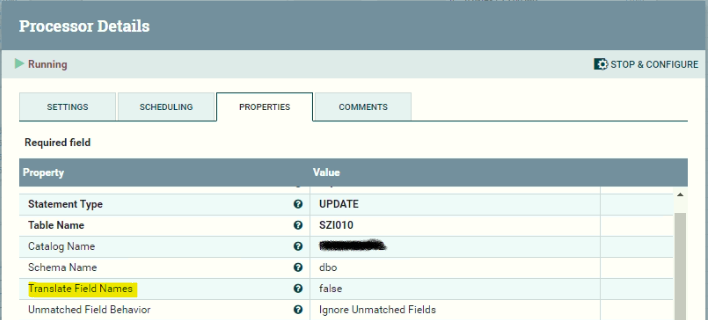 Processor Details
Running STOP & CONFIGURE
SETTINGS SCHEDULING PROPERTIES COMMENTS
Required field
Property Value
Statement Type UPDATE
Table Name SZI010
Catalog Name
Schema Name dbo
Translate Field Names false
Unmatched Field Behavior Ignore Unmatched Fields